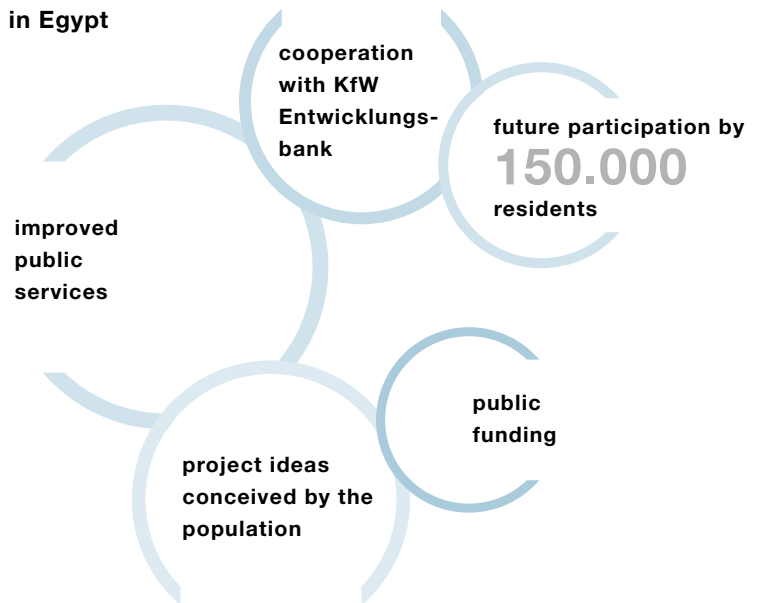 in Egypt
cooperation
with KfW
Entwicklungs-
bank
future participation by
150.000
residents
improved
public
services
public
funding
project ideas
conceived by the
population